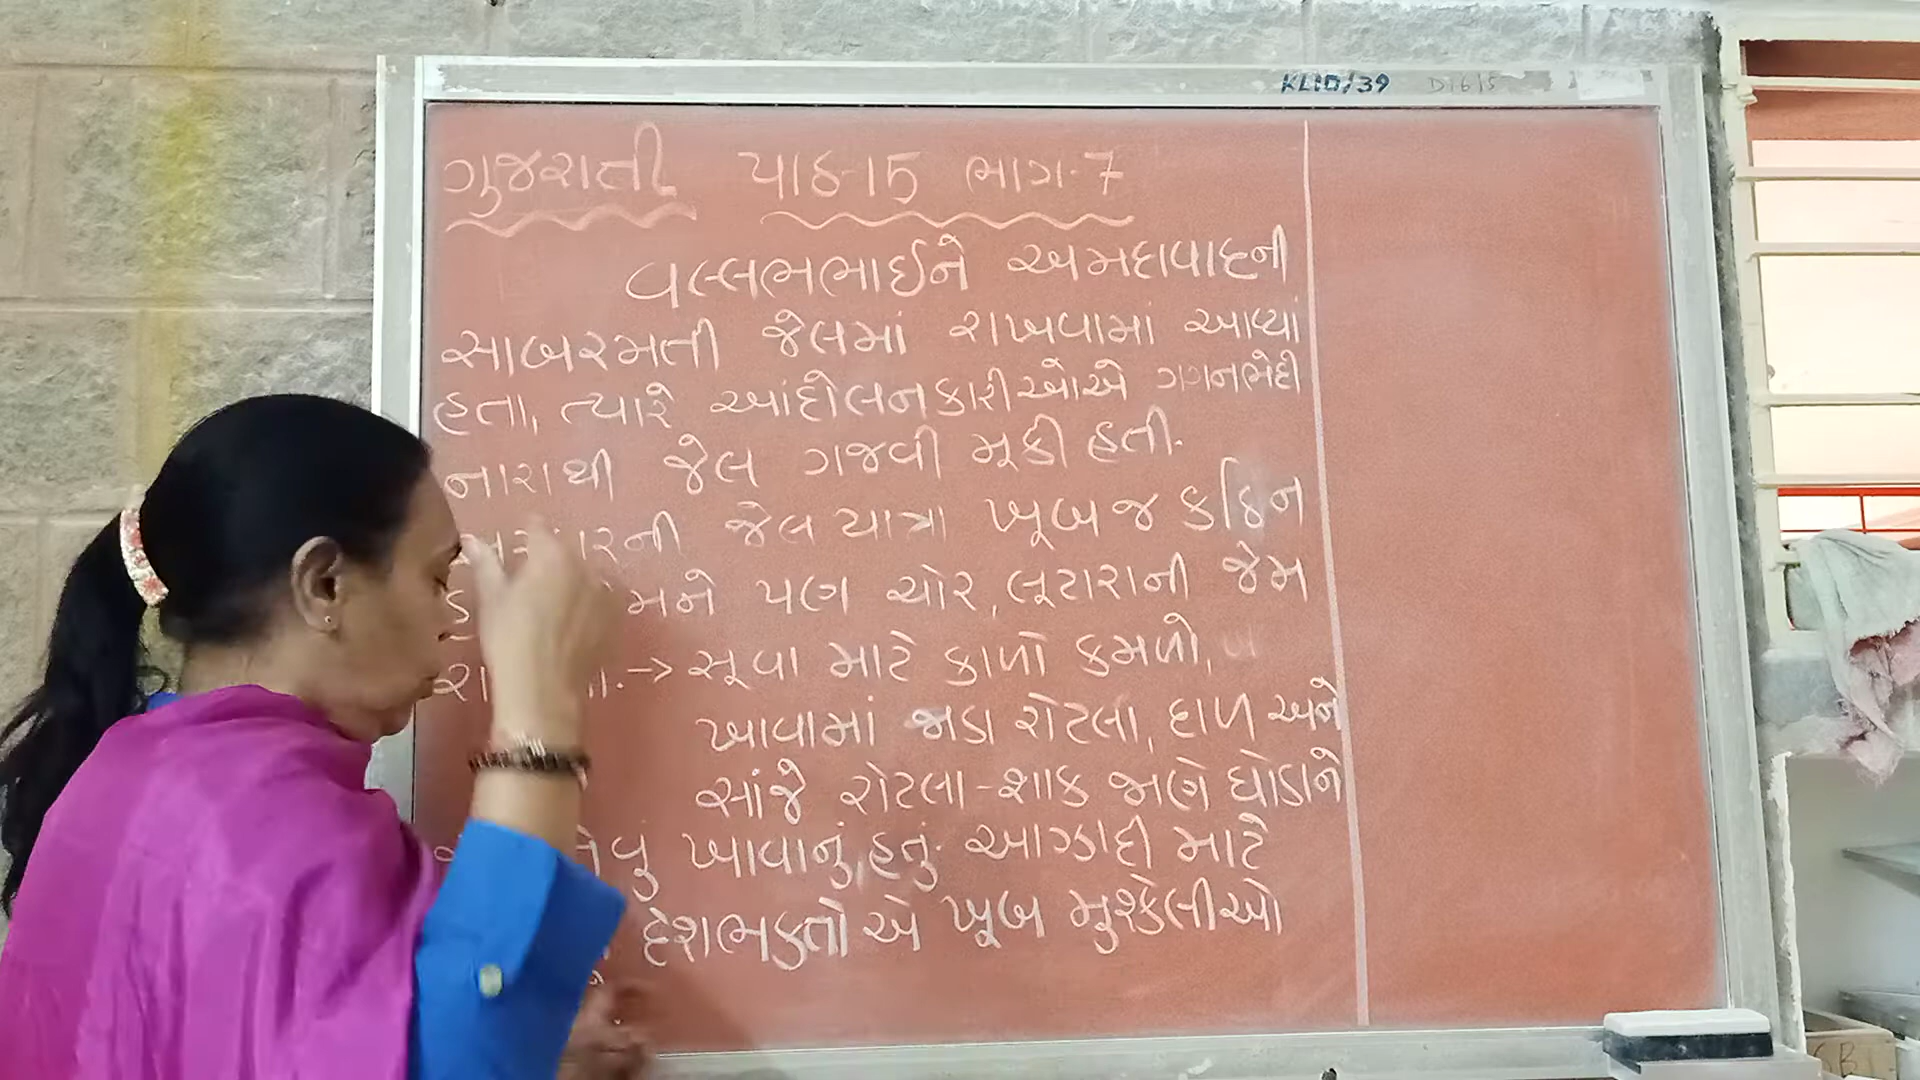 KLID/39
ગુજરાતી પાઠ-15 ભાગ-7
વલ્લભભાઈને અમદાવાદની
સાબરમતી જેલમાં રાખવામાં આવ્યાં
હતા, ત્યારે આંદોલનકારીઓએ ગગનભેદી
નારાથી જેલ ગજવી મૂકી હતી.
જેલ યાત્રા ખૂબ જ કઠિન
પણ ચોર, લૂટારાની જેમ
→ સૂવા માટે કાળો કમળો,
ખાવામાં જાડા રોટલા, દાળ અને
સાંજે રોટલા-શાક જાણે ઘોડાને
ખાવાનું હતું. આઝાદી માટે
દેશભક્તોએ ખૂબ મુશ્કેલીઓ